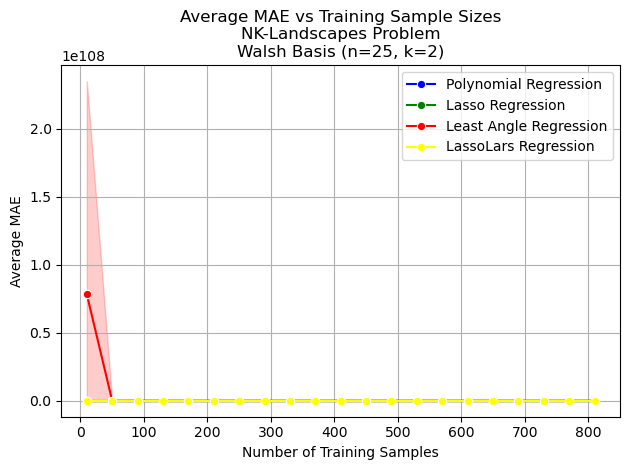 Average MAE vs Training Sample Sizes
NK-Landscapes Problem
Walsh Basis (n=25, k=2)
1e108
Polynomial Regression
Lasso Regression
Least Angle Regression
LassoLars Regression
2.0
1.5
1.0
0.5
0.0
Average MAE
0 100 200 300 400 500 600 700 800
Number of Training Samples